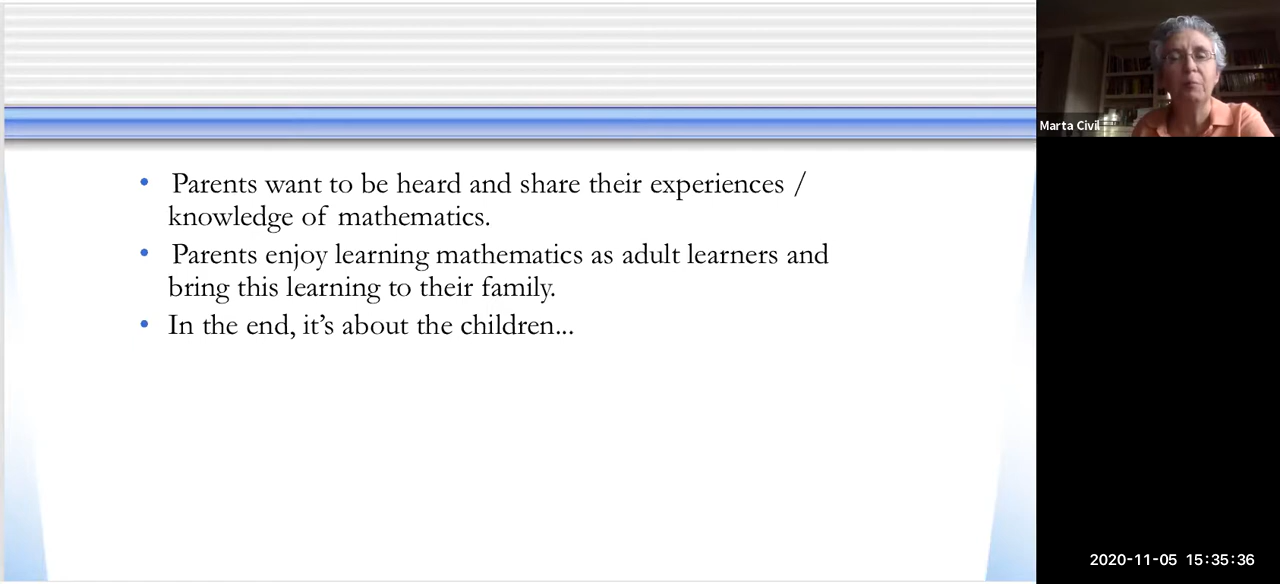 • Parents want to be heard and share their experiences /
knowledge of mathematics.
• Parents enjoy learning mathematics as adult learners and
bring this learning to their family.
• In the end, it’s about the children...
Marta Civil
2020-11-05 15:35:36